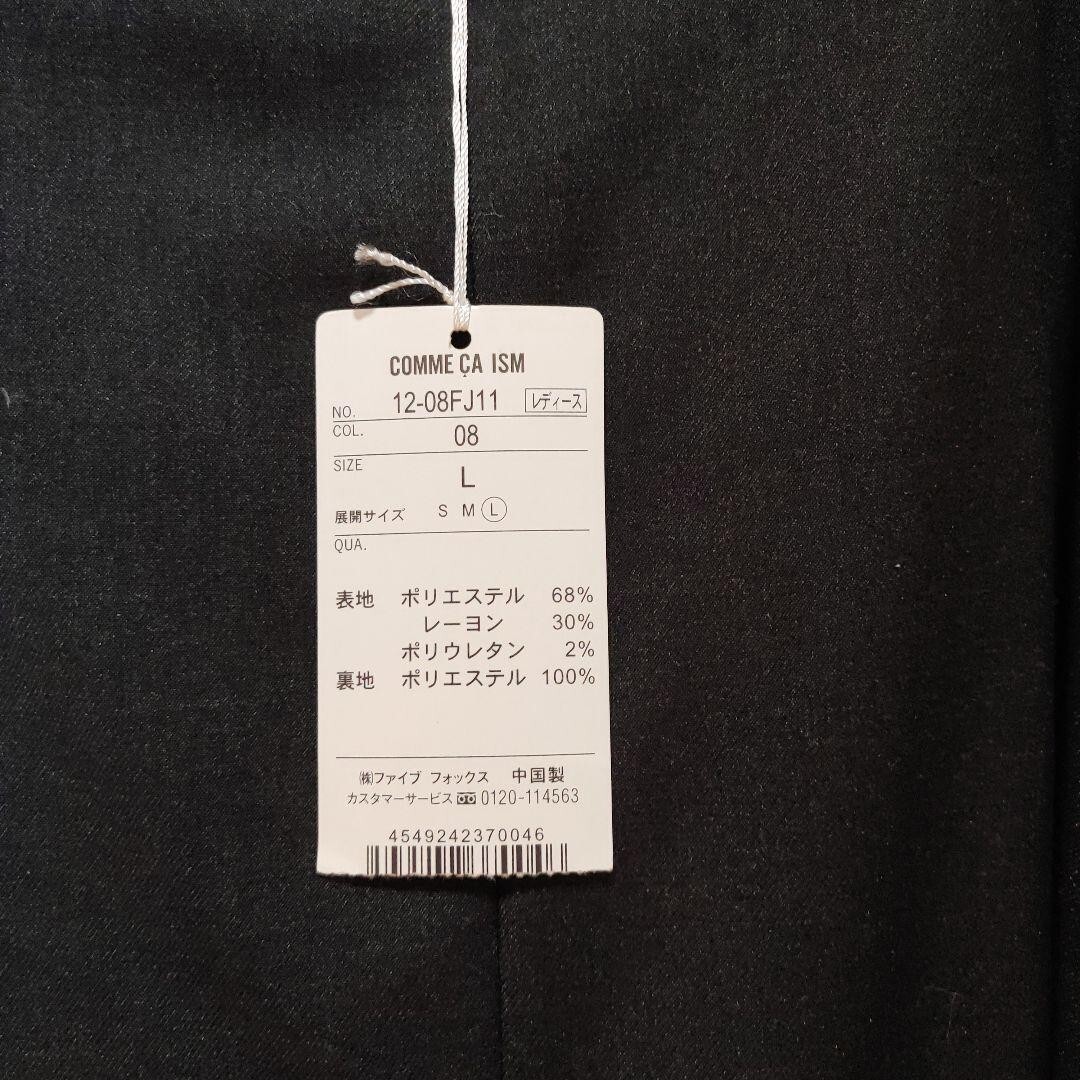 COMME ÇA ISM
NO. 12-08FJ11 レディース
COL. 08
SIZE L
展開サイズ S M L
QUA.
表地 ポリエステル 68%
レーヨン 30%
ポリウレタン 2%
裏地 ポリエステル 100%
㈱ファイブ フォックス 中国製
カスタマーサービス 0120-114563
4549242370046